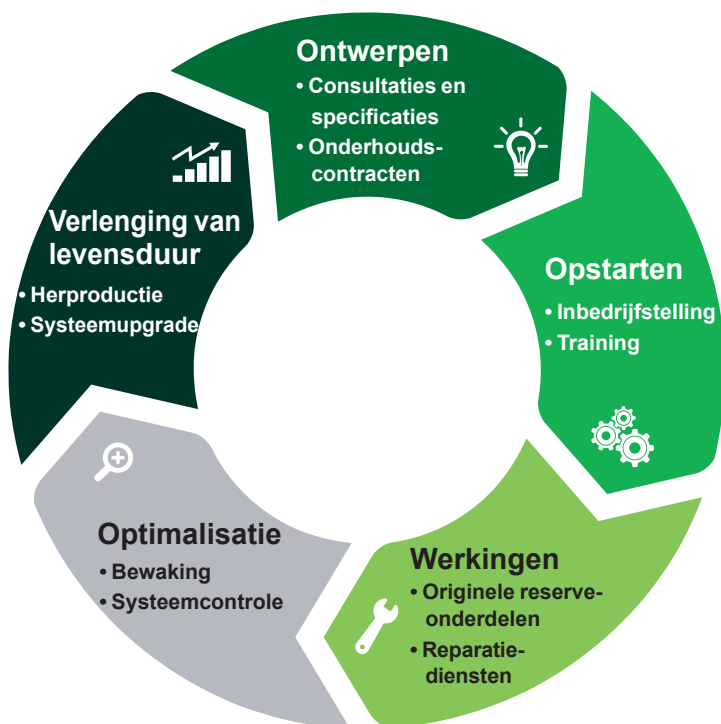 Ontwerpen
• Consultaties en
specificaties
• Onderhouds-
contracten
Opstarten
• Inbedrijfstelling
• Training
Werkingen
• Originele reserve-
onderdelen
• Reparatie-
diensten
Optimalisatie
• Bewaking
• Systeemcontrole
Verlenging van
levensduur
• Herproductie
• Systeemupgrade